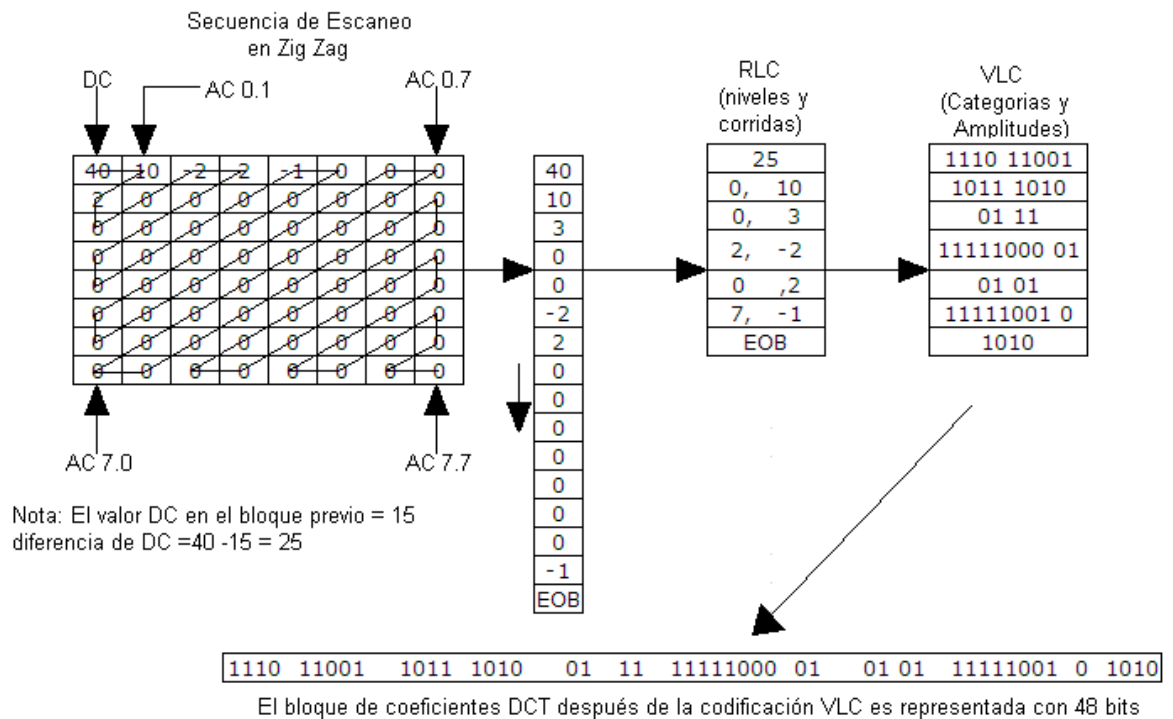 Secuencia de Escaneo
en Zig Zag
DC
AC 0.1
AC 0.7
40 10 -2 2 -1 0 0 0
2 0 0 0 0 0 0 0
0 0 0 0 0 0 0 0
0 0 0 0 0 0 0 0
0 0 0 0 0 0 0 0
0 0 0 0 0 0 0 0
0 0 0 0 0 0 0 0
0 0 0 0 0 0 0 0
AC 7.0
AC 7.7
Nota: El valor DC en el bloque previo = 15
diferencia de DC =40 -15 = 25
40
10
3
0
0
-2
2
0
0
0
0
0
0
0
-1
EOB
RLC
(niveles y
corridas)
25
0, 10
0, 3
2, -2
0 ,2
7, -1
EOB
VLC
(Categorias y
Amplitudes)
1110 11001
1011 1010
01 11
11111000 01
01 01
11111001 0
1010
1110 11001 1011 1010 01 11 11111000 01 01 01 11111001 0 1010
El bloque de coeficientes DCT después de la codificación VLC es representada con 48 bits